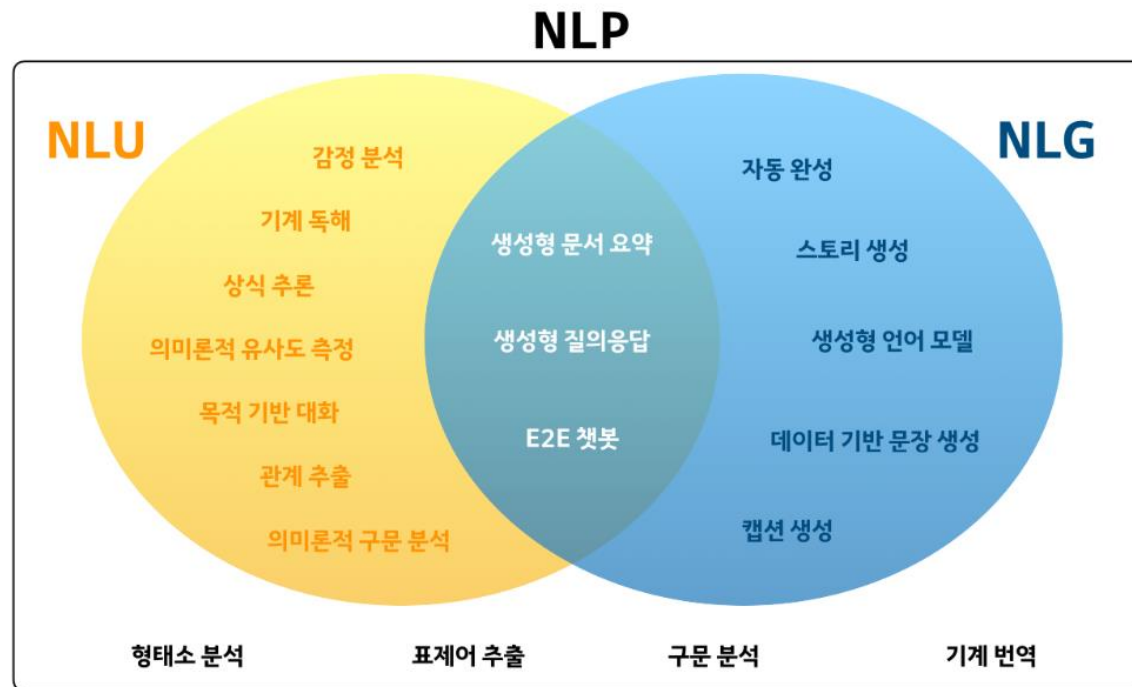 NLP
NLU
감정 분석
기계 독해
상식 추론
의미론적 유사도 측정
목적 기반 대화
관계 추출
의미론적 구문 분석
생성형 문서 요약
생성형 질의응답
E2E 챗봇
NLG
자동 완성
스토리 생성
생성형 언어 모델
데이터 기반 문장 생성
캡션 생성
형태소 분석
표제어 추출
구문 분석
기계 번역